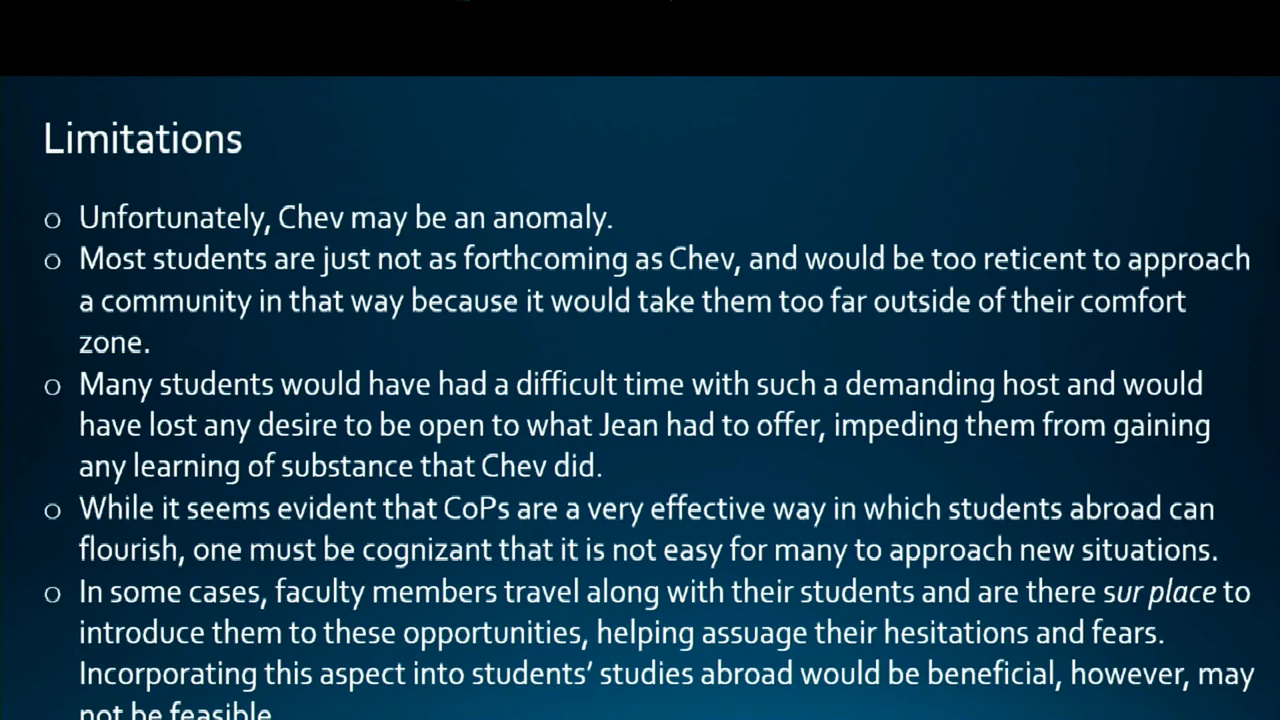 Limitations
o Unfortunately, Chev may be an anomaly.
o Most students are just not as forthcoming as Chev, and would be too reticent to approach
a community in that way because it would take them too far outside of their comfort
zone.
o Many students would have had a difficult time with such a demanding host and would
have lost any desire to be open to what Jean had to offer, impeding them from gaining
any learning of substance that Chev did.
o While it seems evident that CoPs are a very effective way in which students abroad can
flourish, one must be cognizant that it is not easy for many to approach new situations.
o In some cases, faculty members travel along with their students and are there sur place to
introduce them to these opportunities, helping assuage their hesitations and fears.
Incorporating this aspect into students’ studies abroad would be beneficial, however, may
not be feasible